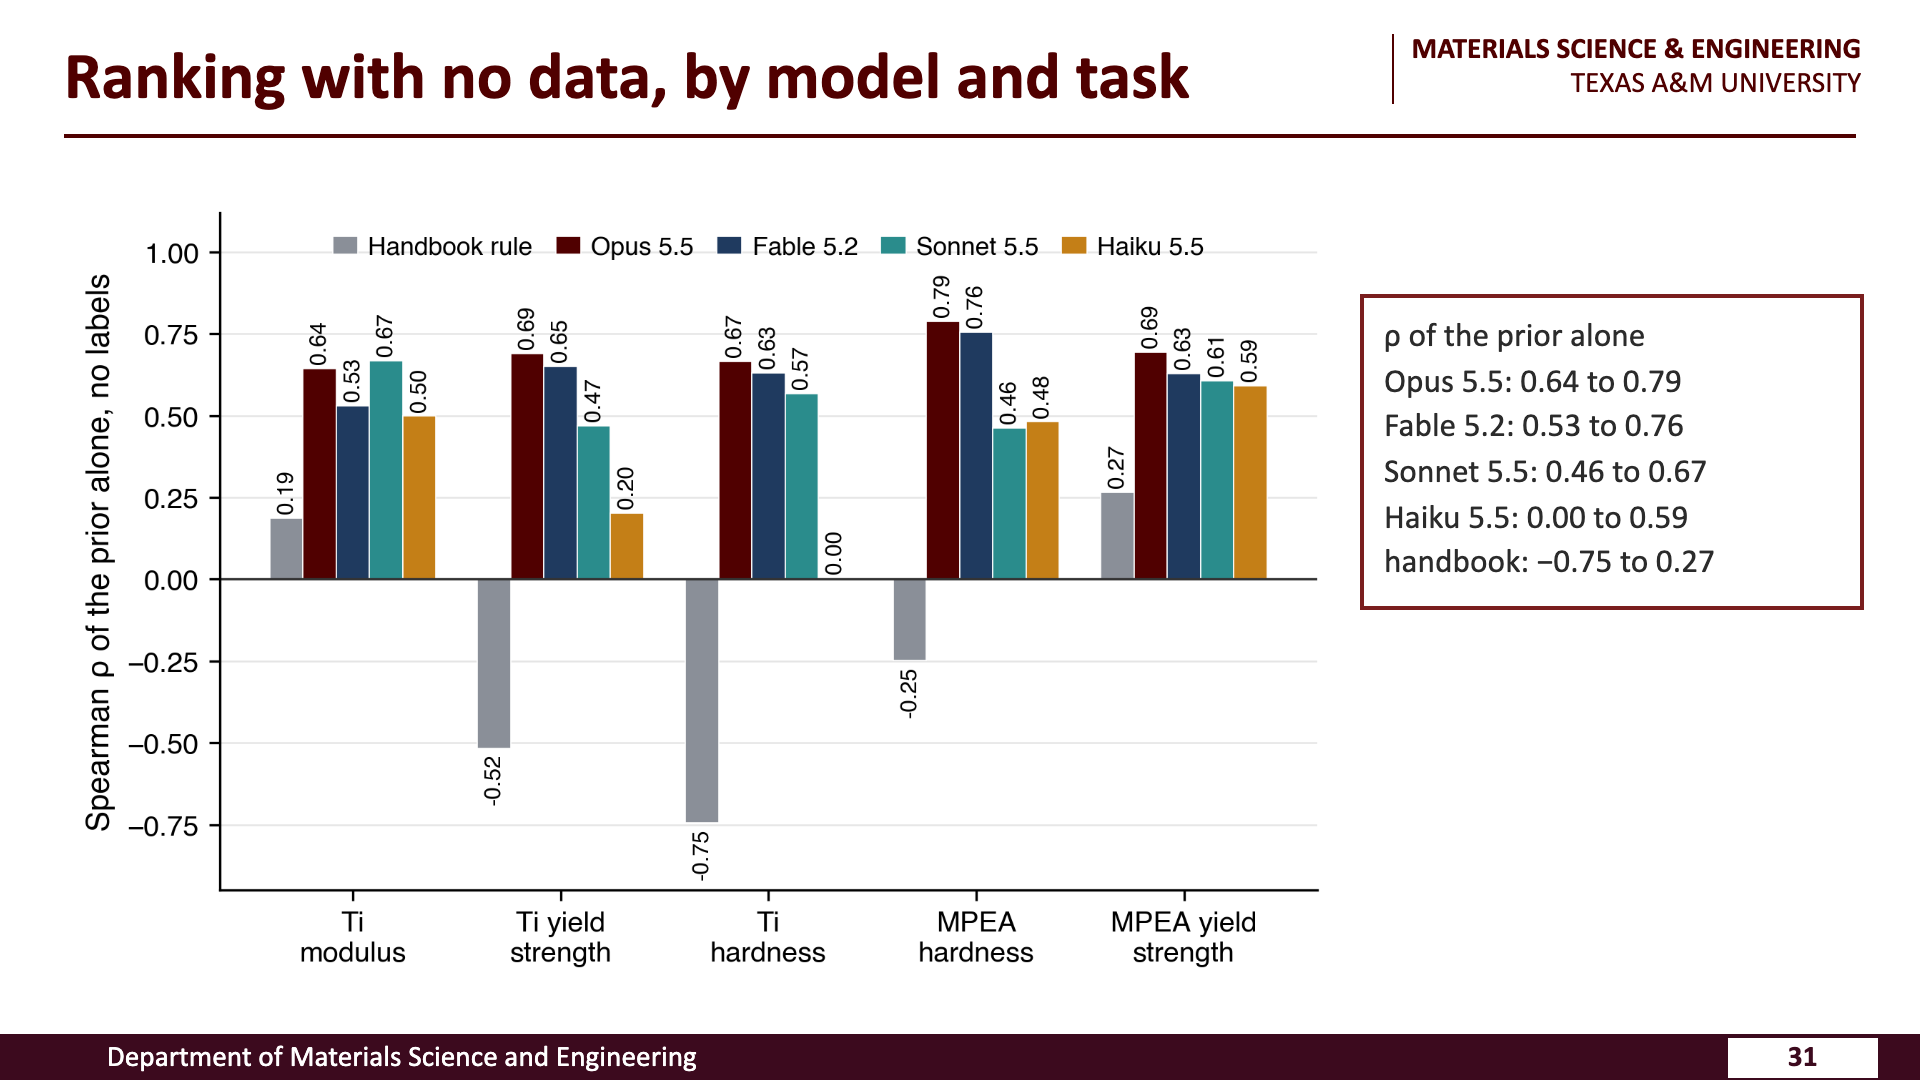 Ranking with no data, by model and task
MATERIALS SCIENCE & ENGINEERING
TEXAS A&M UNIVERSITY
Spearman ρ of the prior alone, no labels
1.00
0.75
0.50
0.25
0.00
−0.25
−0.50
−0.75
Handbook rule
Opus 5.5
Fable 5.2
Sonnet 5.5
Haiku 5.5
0.19
0.64
0.53
0.67
0.50
-0.52
0.69
0.65
0.47
0.20
-0.75
0.67
0.63
0.57
0.00
-0.25
0.79
0.76
0.46
0.48
0.27
0.69
0.63
0.61
0.59
Ti
modulus
Ti yield
strength
Ti
hardness
MPEA
hardness
MPEA yield
strength
ρ of the prior alone
Opus 5.5: 0.64 to 0.79
Fable 5.2: 0.53 to 0.76
Sonnet 5.5: 0.46 to 0.67
Haiku 5.5: 0.00 to 0.59
handbook: −0.75 to 0.27
Department of Materials Science and Engineering
31